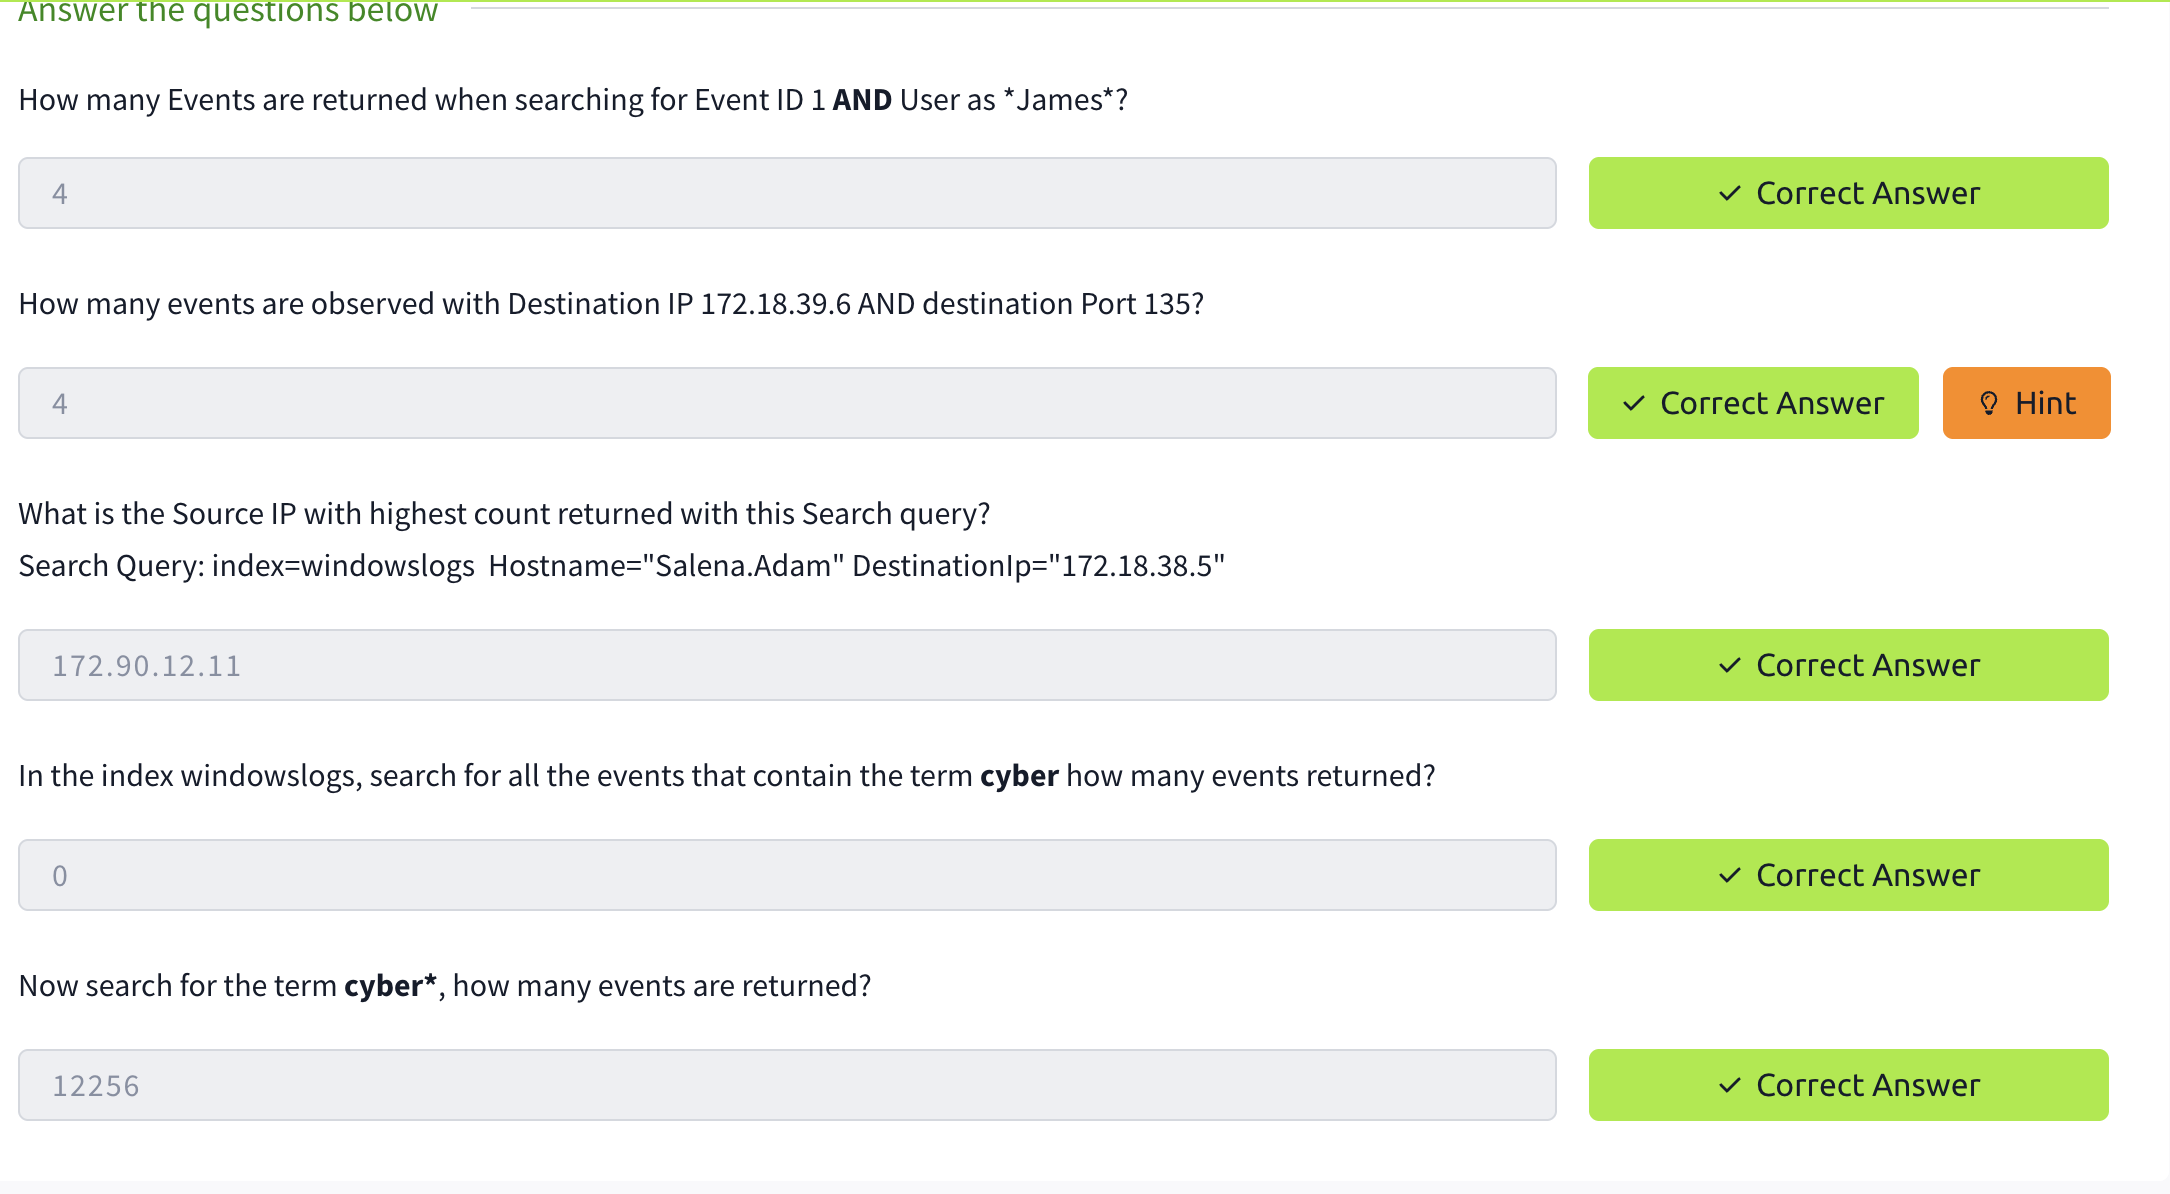 Answer the questions below
How many Events are returned when searching for Event ID 1 AND User as *James*?
4
Correct Answer
How many events are observed with Destination IP 172.18.39.6 AND destination Port 135?
4
Correct Answer
Hint
What is the Source IP with highest count returned with this Search query?
Search Query: index=windowslogs  Hostname="Salena.Adam" DestinationIp="172.18.38.5"
172.90.12.11
Correct Answer
In the index windowslogs, search for all the events that contain the term cyber how many events returned?
0
Correct Answer
Now search for the term cyber*, how many events are returned?
12256
Correct Answer